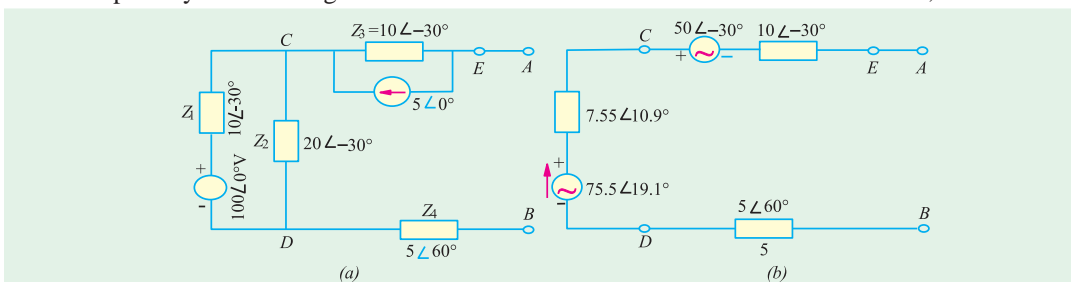 C
Z3=10∠–30°
E
A
5∠0°
Z1
10∠-30°
Z2
20∠–30°
+
100∠0°V
-
D
Z4
5∠60°
B
(a)
C
50∠–30°
10∠–30°
+
–
E
A
7.55∠10.9°
+
75.5∠19.1°
-
D
5∠60°
5
B
(b)